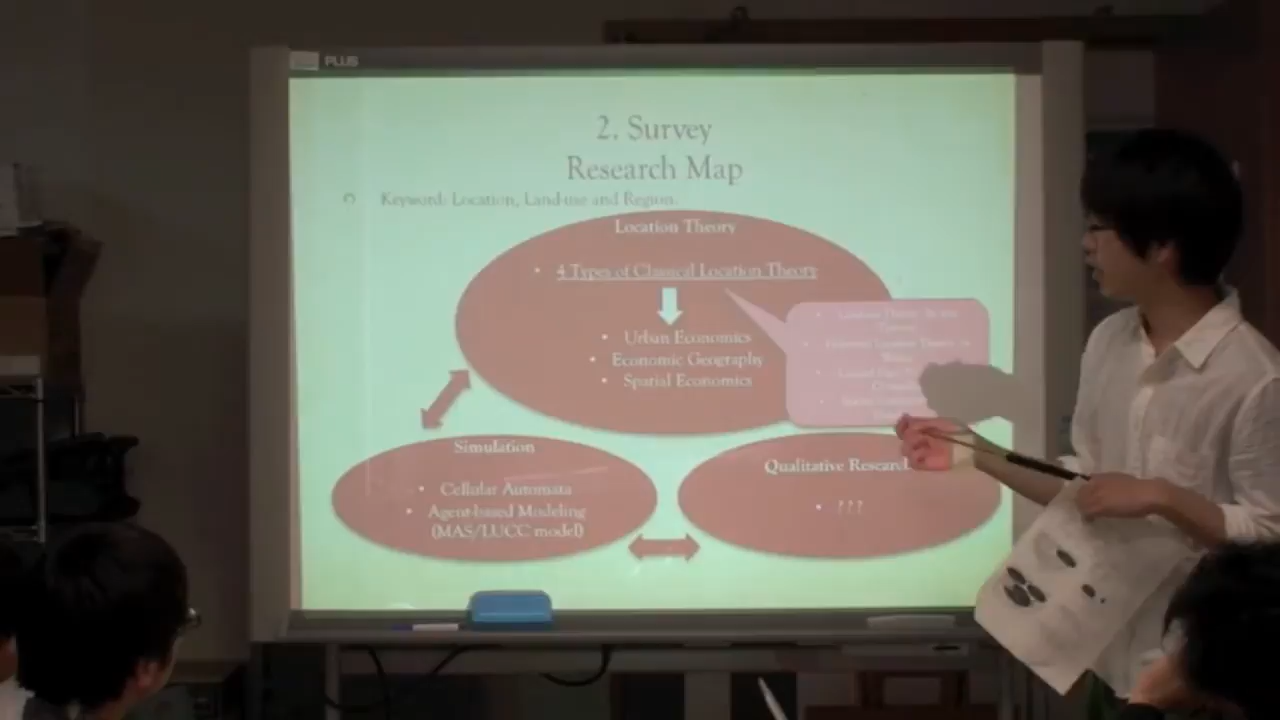 PLUS
2. Survey
Research Map
Keyword: Location, Land-use and Region.
Location Theory
• 4 Types of Classical Location Theory
• Urban Economics
• Economic Geography
• Spatial Economics
Simulation
• Cellular Automata
• Agent-based Modeling
(MAS/LUCC model)
Qualitative Research
• ???